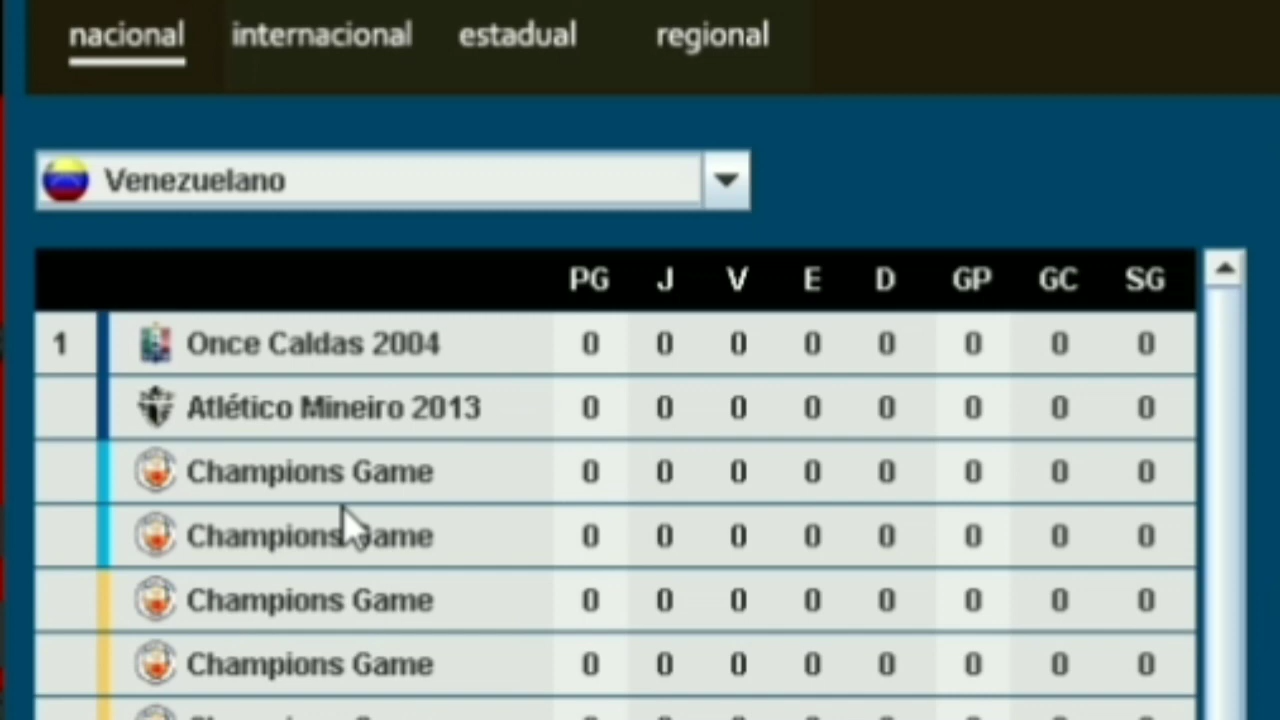 nacional internacional estadual regional
Venezuelano
PG J V E D GP GC SG
1 Once Caldas 2004 0 0 0 0 0 0 0 0
Atlético Mineiro 2013 0 0 0 0 0 0 0 0
Champions Game 0 0 0 0 0 0 0 0
Champions Game 0 0 0 0 0 0 0 0
Champions Game 0 0 0 0 0 0 0 0
Champions Game 0 0 0 0 0 0 0 0